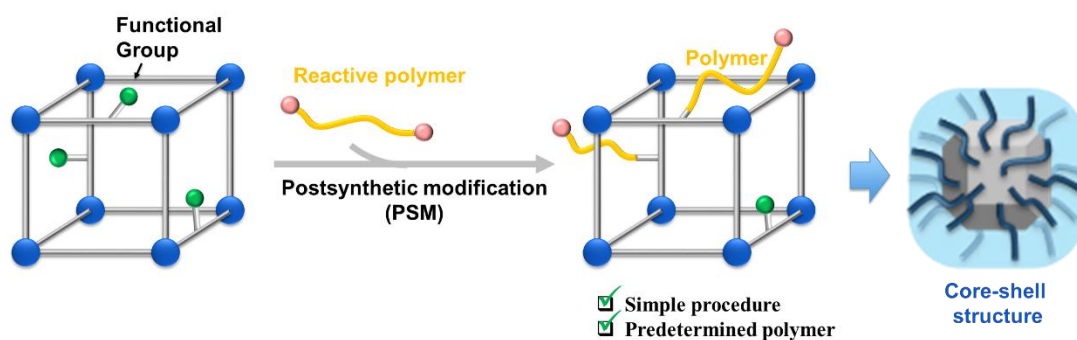 Functional
Group
Reactive polymer
Postsynthetic modification
(PSM)
Polymer
Simple procedure
Predetermined polymer
Core-shell
structure